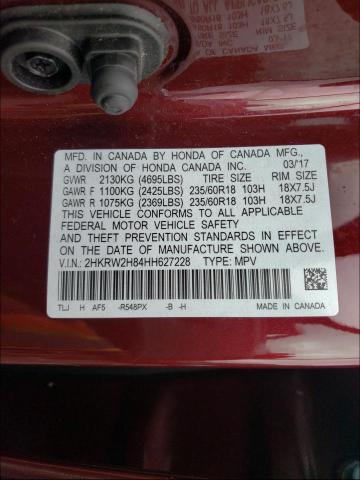 MFD. IN CANADA BY HONDA OF CANADA MFG.,
A DIVISION OF HONDA CANADA INC. 03/17
GVWR 2130KG (4695LBS) TIRE SIZE RIM SIZE
GAWR F 1100KG (2425LBS) 235/60R18 103H 18X7.5J
GAWR R 1075KG (2369LBS) 235/60R18 103H 18X7.5J
THIS VEHICLE CONFORMS TO ALL APPLICABLE
FEDERAL MOTOR VEHICLE SAFETY
AND THEFT PREVENTION STANDARDS IN EFFECT
ON THE DATE OF MANUFACTURE SHOWN ABOVE.
V.I.N.: 2HKRW2H84HH627228 TYPE: MPV
TLJ H AF5 -R548PX -B -H MADE IN CANADA